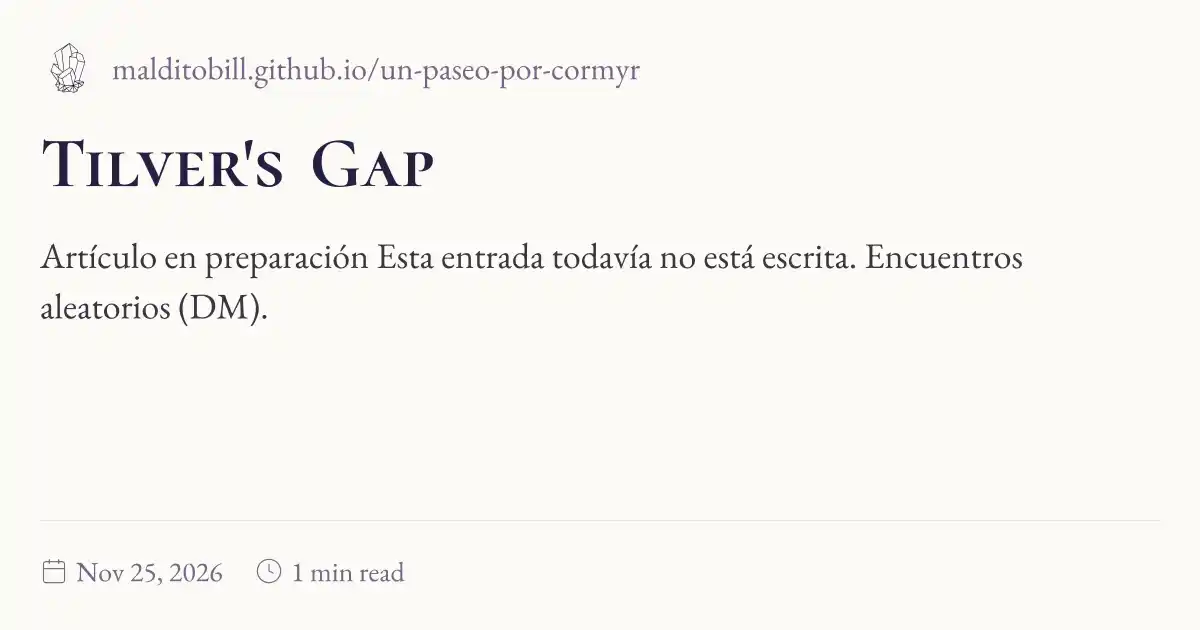 malditobill.github.io/un-paseo-por-cormyr
Tilver's Gap
Artículo en preparación Esta entrada todavía no está escrita. Encuentros
aleatorios (DM).
Nov 25, 2026 1 min read